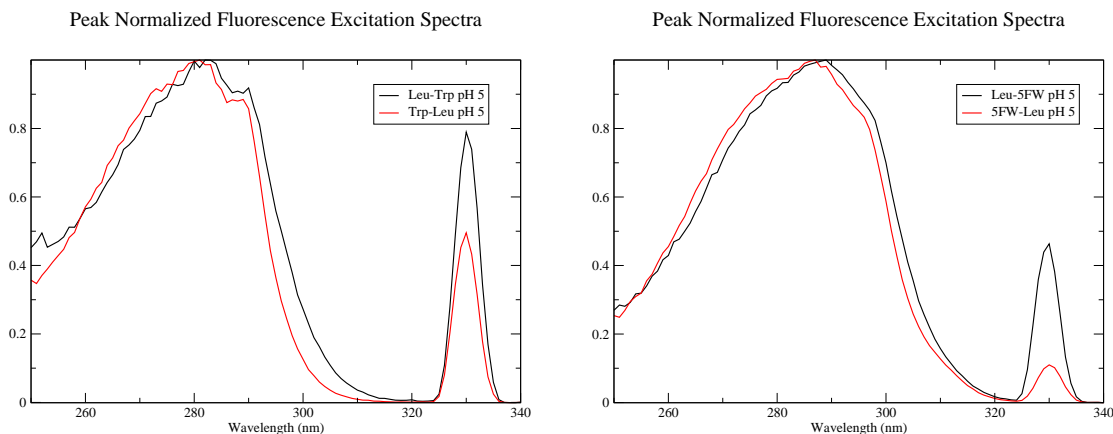 Peak Normalized Fluorescence Excitation Spectra
Leu-Trp pH 5
Trp-Leu pH 5
0.8
0.6
0.4
0.2
0
260 280 300 320 340
Wavelength (nm)
Peak Normalized Fluorescence Excitation Spectra
Leu-5FW pH 5
5FW-Leu pH 5
0.8
0.6
0.4
0.2
0
260 280 300 320 340
Wavelength (nm)